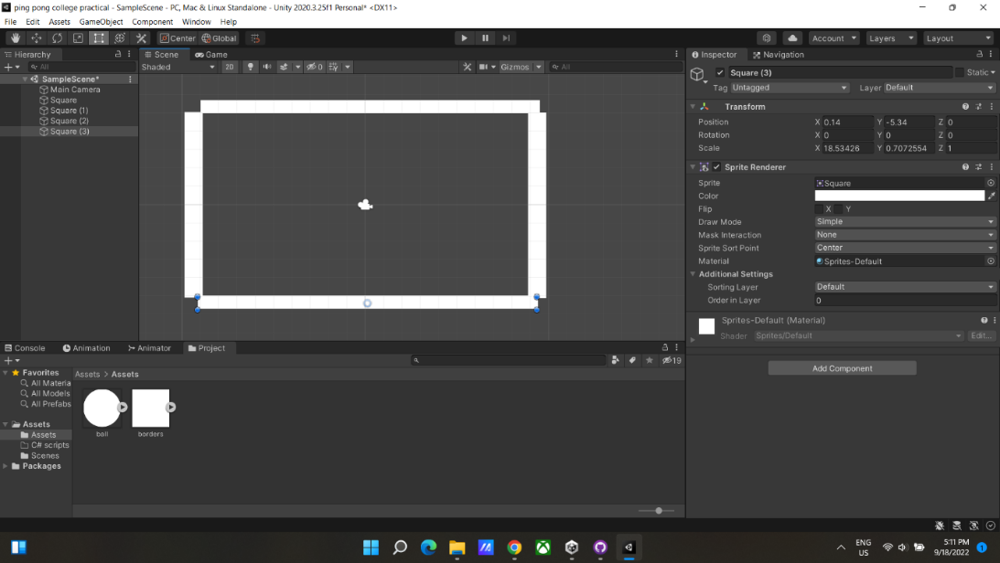 ping pong college practical - SampleScene - PC, Mac & Linux Standalone - Unity 2020.3.25f1 Personal* <DX11>
File Edit Assets GameObject Component Window Help
Center Global Account Layers Layout
Hierarchy
All
SampleScene*
Main Camera
Square
Square (1)
Square (2)
Square (3)
Scene Game
Shaded 2D 0 Gizmos All
Inspector Navigation
Square (3) Static
Tag Untagged Layer Default
Transform
Position X 0.14 Y -5.34 Z 0
Rotation X 0 Y 0 Z 0
Scale X 18.53426 Y 0.7072554 Z 1
Sprite Renderer
Sprite Square
Color
Flip X Y
Draw Mode Simple
Mask Interaction None
Sprite Sort Point Center
Material Sprites-Default
Additional Settings
Sorting Layer Default
Order in Layer 0
Sprites-Default (Material)
Shader Sprites/Default Edit...
Add Component
Console Animation Animator Project
19
Favorites
All Materia
All Models
All Prefabs
Assets
Assets
C# scripts
Scenes
Packages
Assets > Assets
ball borders
ENG
US
5:11 PM
9/18/2022
1